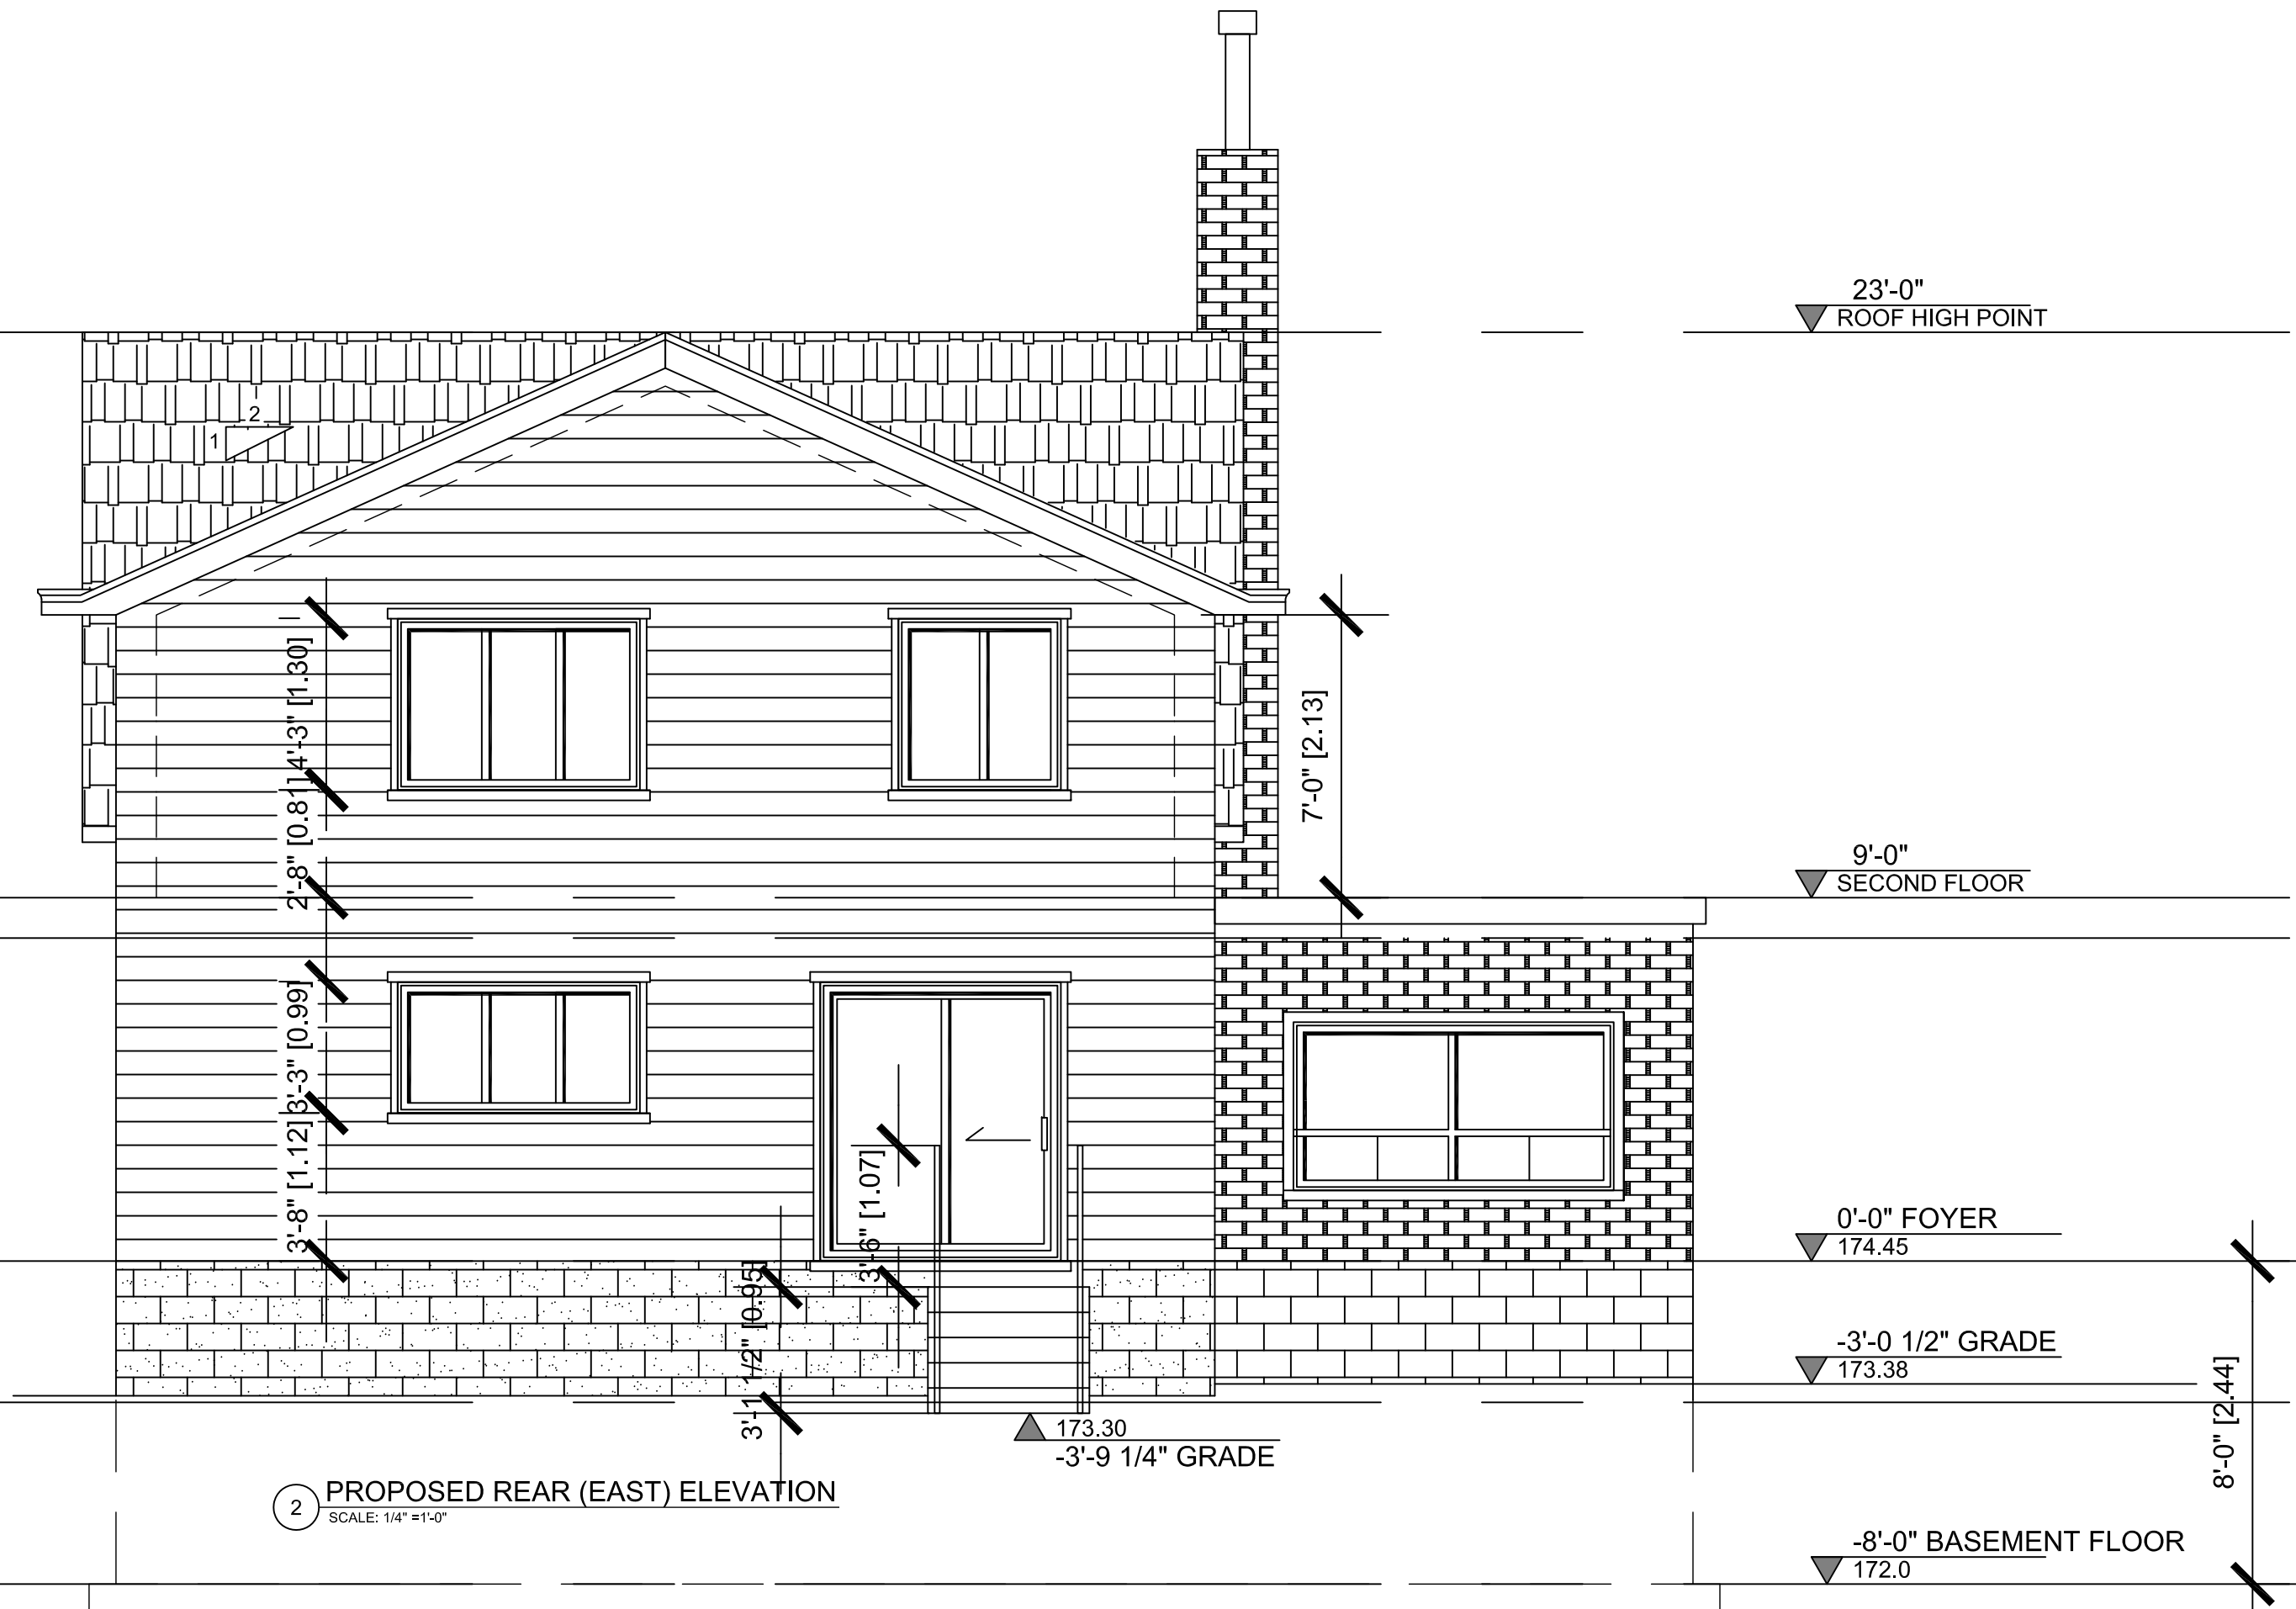 23'-0"
ROOF HIGH POINT
2
1
4'-3" [1.30]
7'-0" [2.13]
2'-8" [0.81]
9'-0"
SECOND FLOOR
3'-3" [0.99]
3'-8" [1.12]
3'-6" [1.07]
0'-0" FOYER
174.45
3'-1 1/2" [0.95]
-3'-0 1/2" GRADE
173.38
8'-0" [2.44]
173.30
-3'-9 1/4" GRADE
2
PROPOSED REAR (EAST) ELEVATION
SCALE: 1/4" =1'-0"
-8'-0" BASEMENT FLOOR
172.0